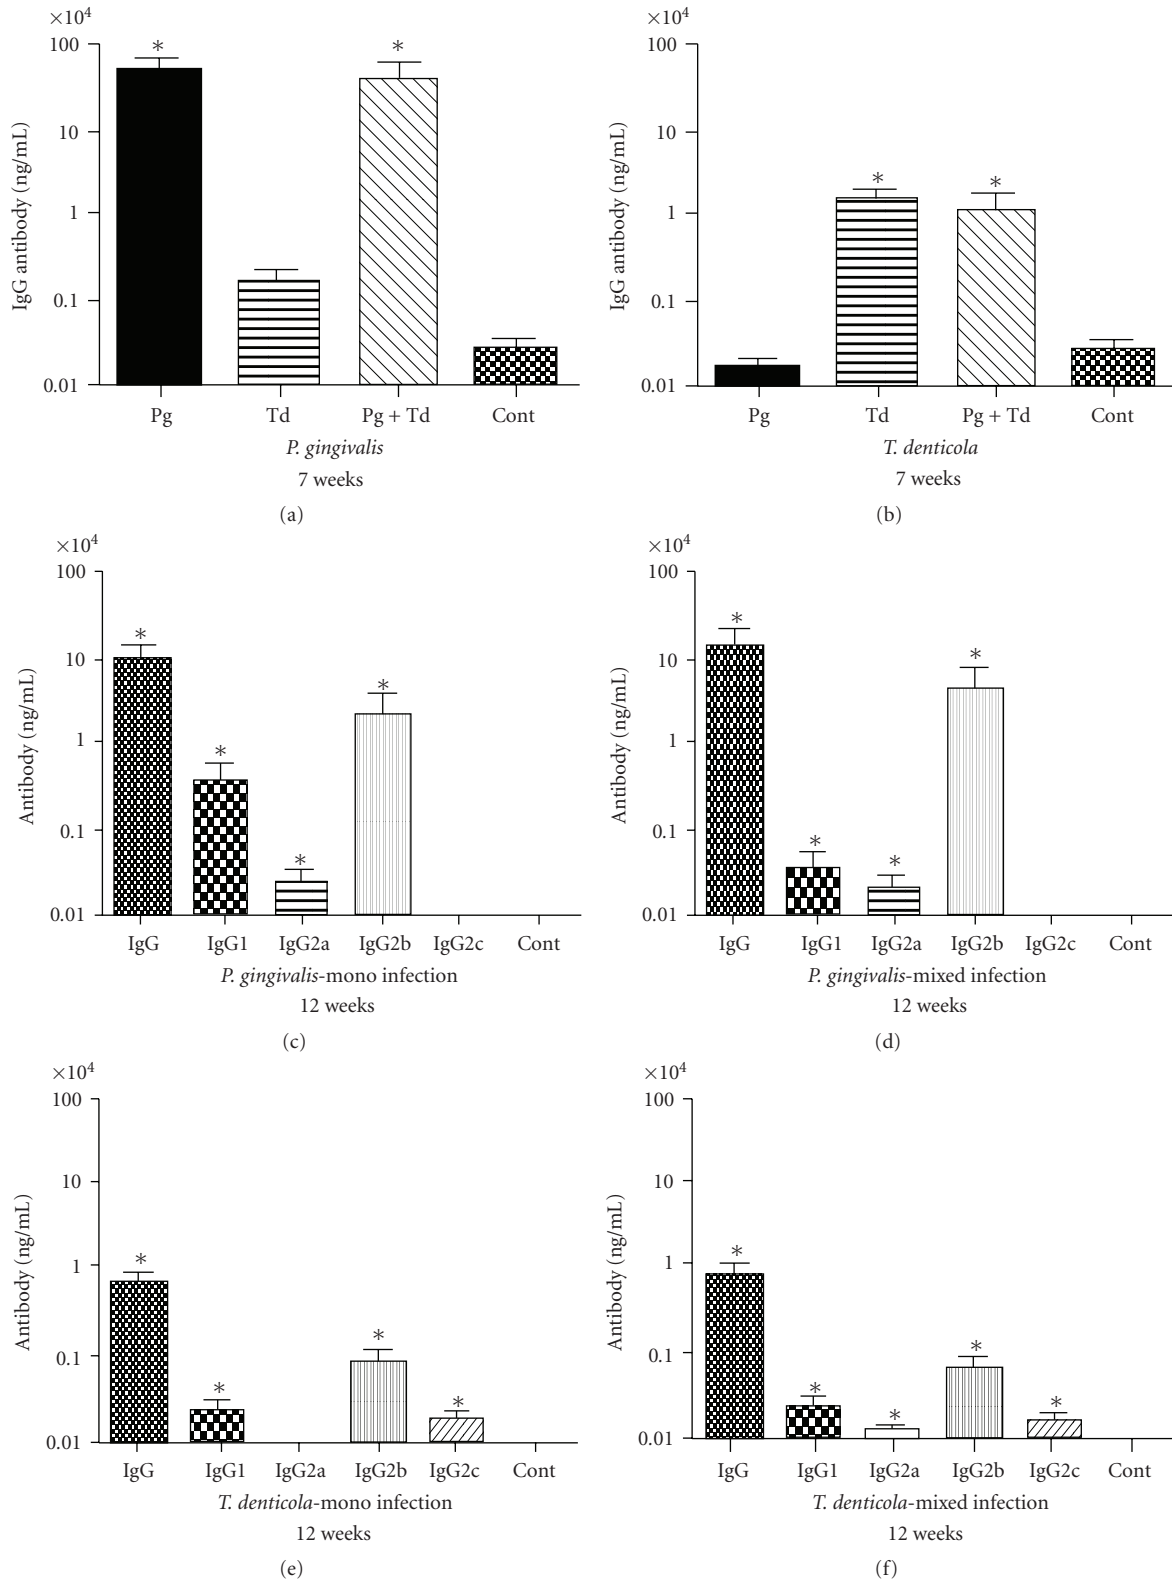 ×10⁴
100
10
1
0.1
0.01
IgG antibody (ng/mL)
* *
Pg Td Pg + Td Cont
P. gingivalis
7 weeks
(a)
×10⁴
100
10
1
0.1
0.01
IgG antibody (ng/mL)
* *
Pg Td Pg + Td Cont
T. denticola
7 weeks
(b)
×10⁴
100
10
1
0.1
0.01
Antibody (ng/mL)
* * * *
IgG IgG1 IgG2a IgG2b IgG2c Cont
P. gingivalis-mono infection
12 weeks
(c)
×10⁴
100
10
1
0.1
0.01
Antibody (ng/mL)
* * * *
IgG IgG1 IgG2a IgG2b IgG2c Cont
P. gingivalis-mixed infection
12 weeks
(d)
×10⁴
100
10
1
0.1
0.01
Antibody (ng/mL)
* * * *
IgG IgG1 IgG2a IgG2b IgG2c Cont
T. denticola-mono infection
12 weeks
(e)
×10⁴
100
10
1
0.1
0.01
Antibody (ng/mL)
* * * * *
IgG IgG1 IgG2a IgG2b IgG2c Cont
T. denticola-mixed infection
12 weeks
(f)